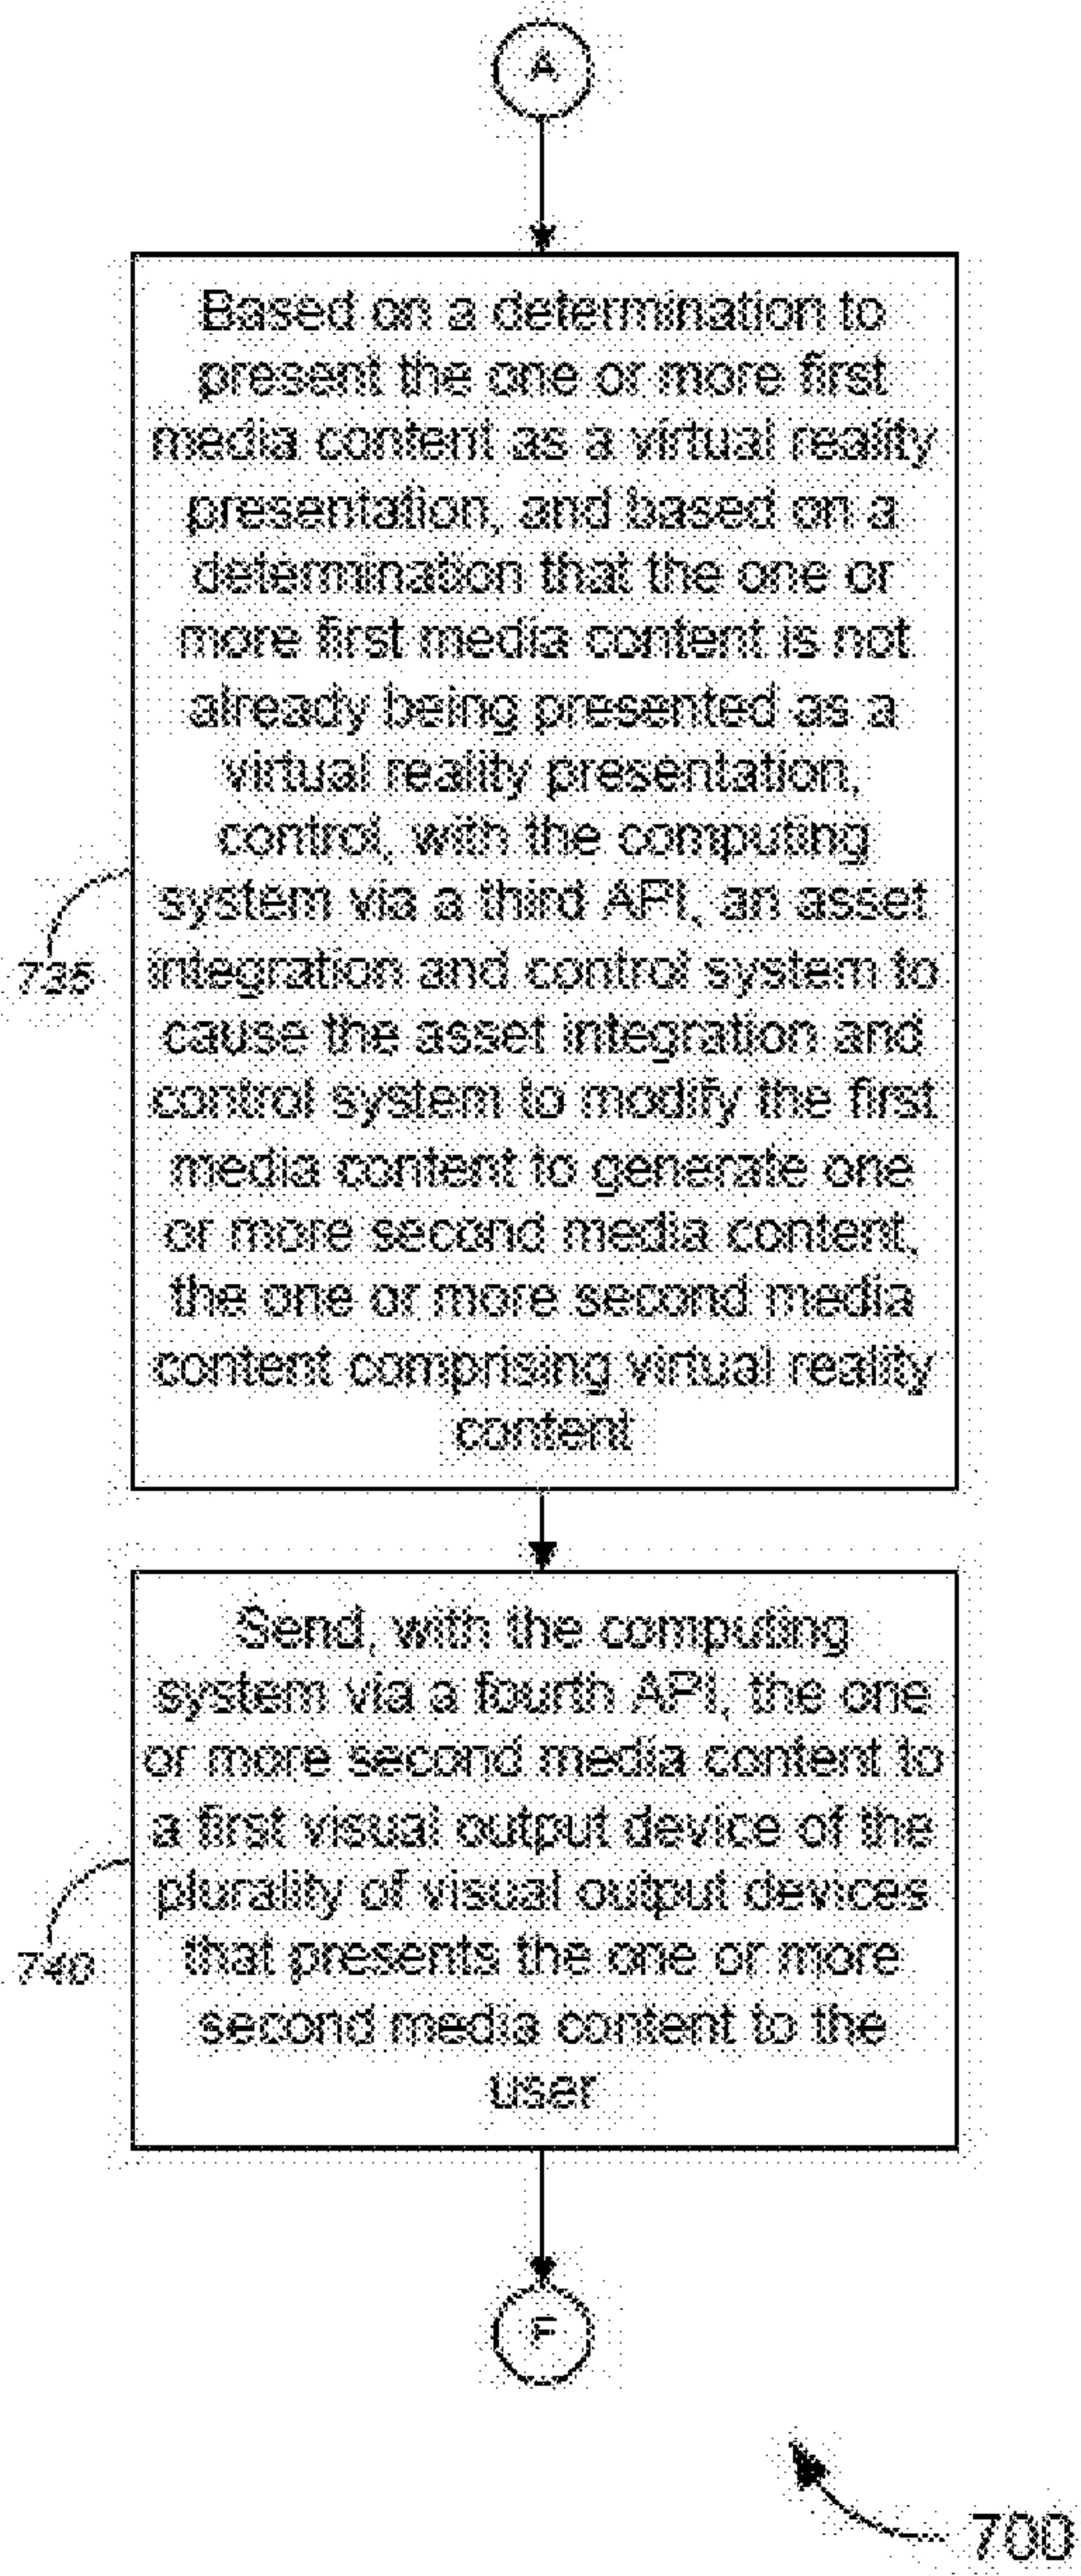 A
Based on a determination to
present the one or more first
media content as a virtual reality
presentation, and based on a
determination that the one or
more first media content is not
already being presented as a
virtual reality presentation,
control, with the computing
system via a third API, an asset
integration and control system to
cause the asset integration and
control system to modify the first
media content to generate one
or more second media content,
the one or more second media
content comprising virtual reality
content
735
Send, with the computing
system via a fourth API, the one
or more second media content to
a first visual output device of the
plurality of visual output devices
that presents the one or more
second media content to the
user
740
F
700